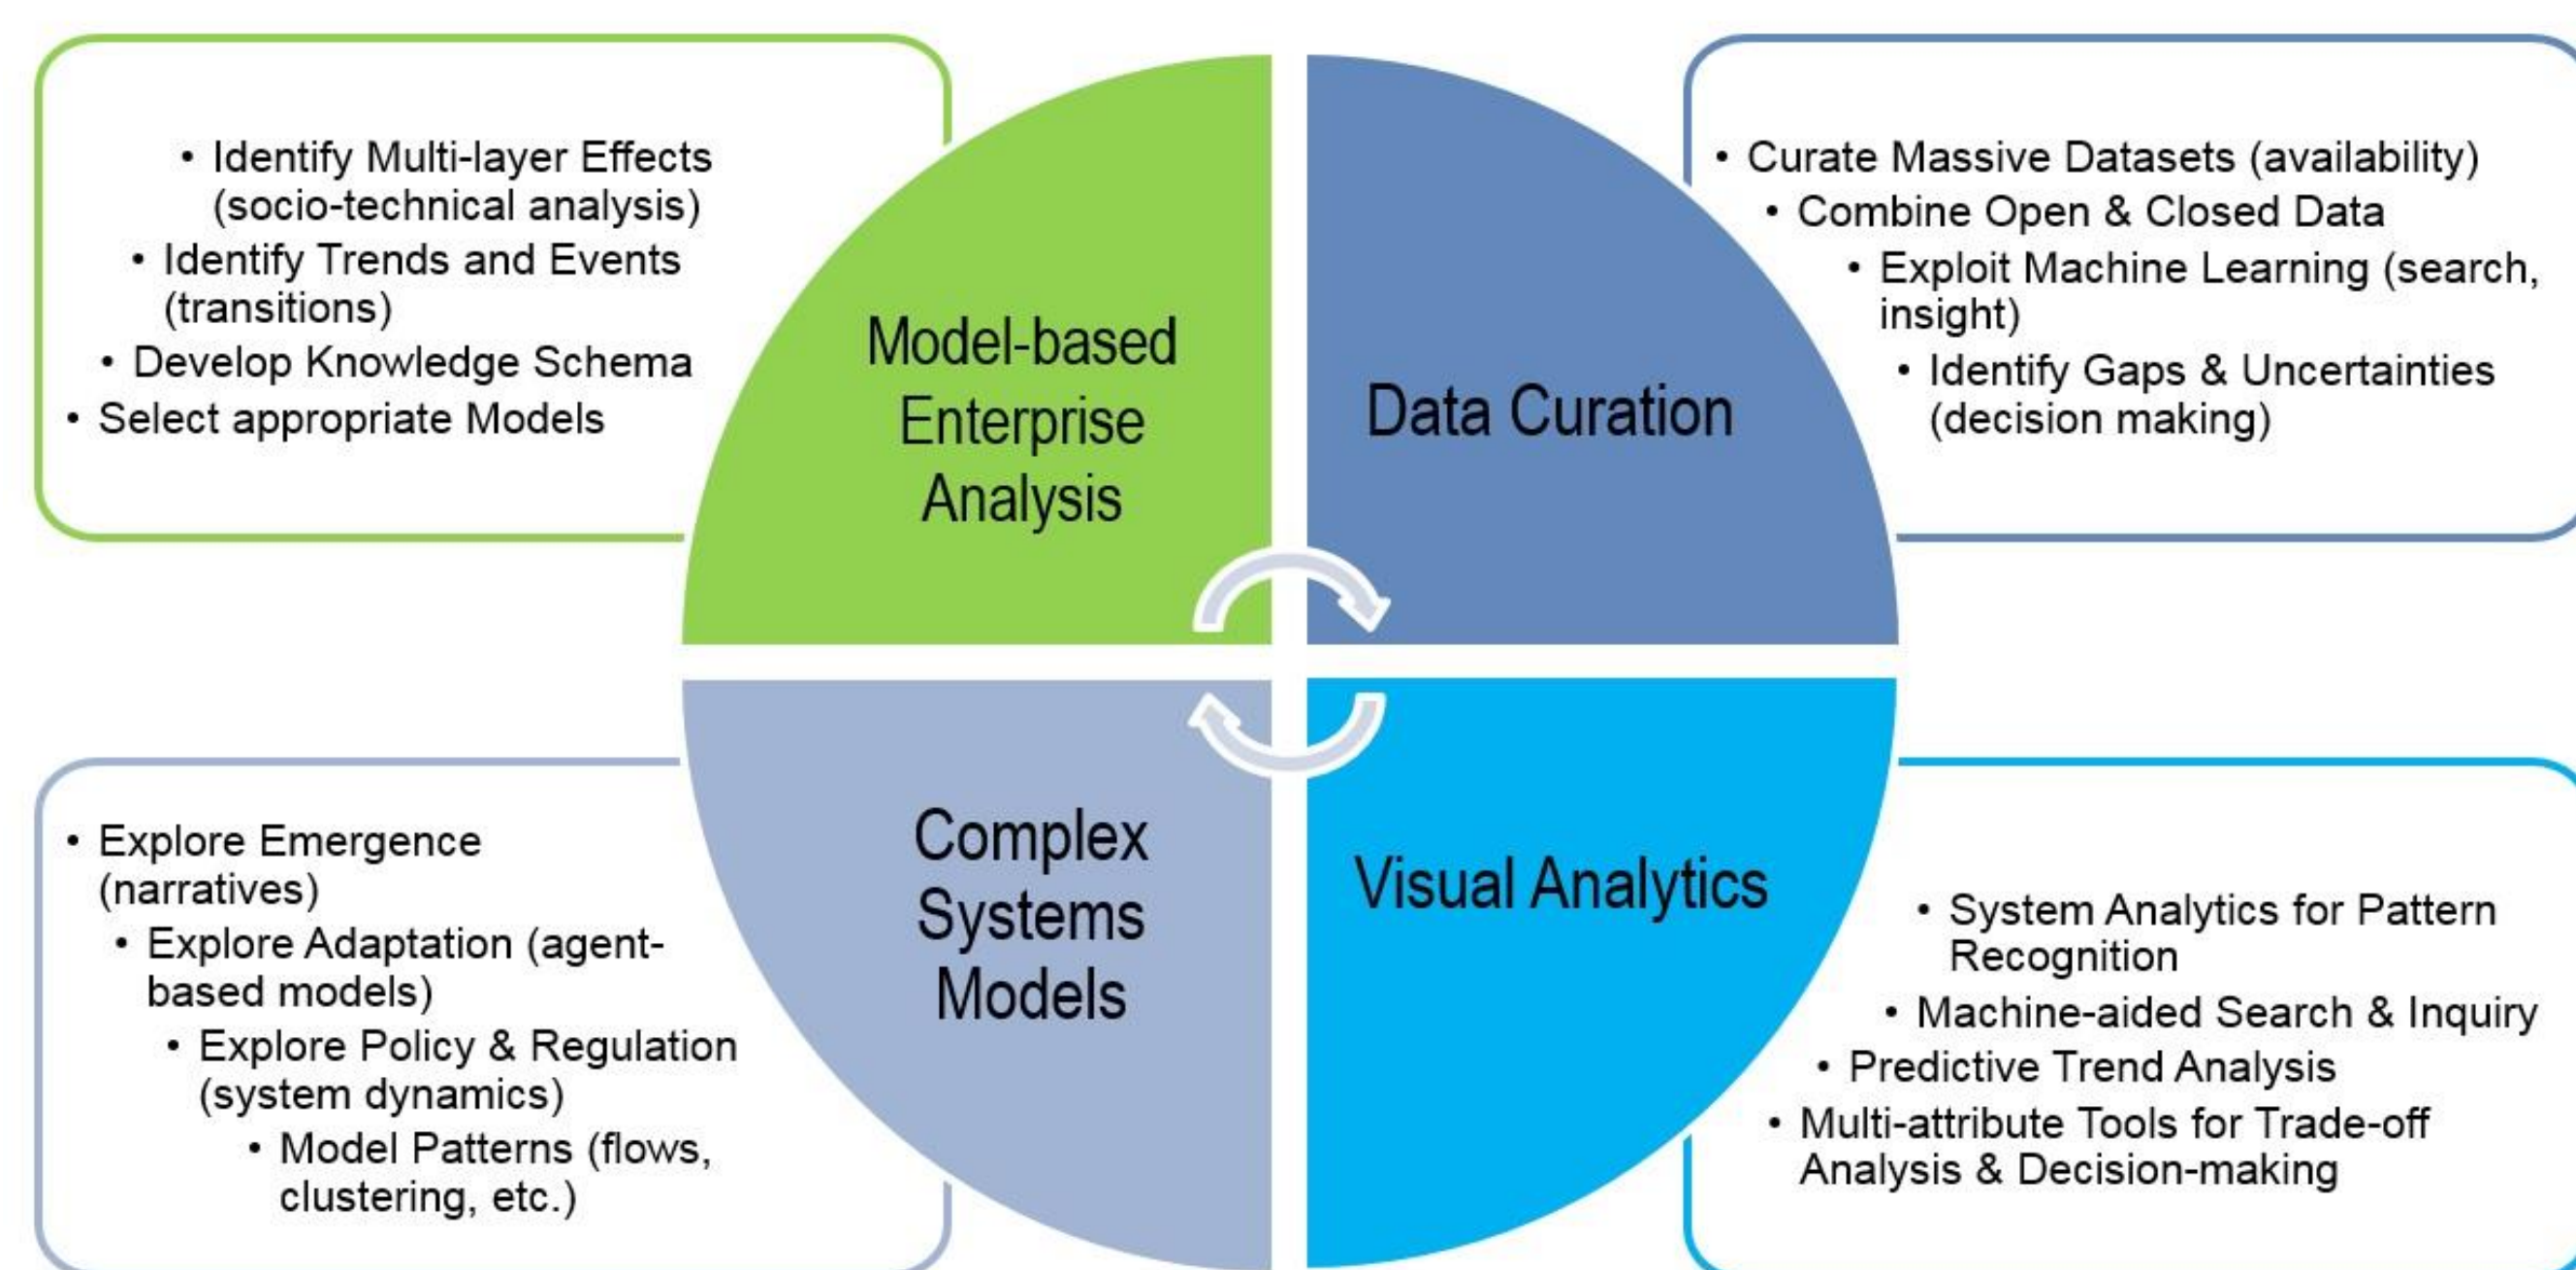 • Identify Multi-layer Effects
(socio-technical analysis)
• Identify Trends and Events
(transitions)
• Develop Knowledge Schema
• Select appropriate Models
Model-based
Enterprise
Analysis
Data Curation
• Curate Massive Datasets (availability)
• Combine Open & Closed Data
• Exploit Machine Learning (search,
insight)
• Identify Gaps & Uncertainties
(decision making)
• Explore Emergence
(narratives)
• Explore Adaptation (agent-
based models)
• Explore Policy & Regulation
(system dynamics)
• Model Patterns (flows,
clustering, etc.)
Complex
Systems
Models
Visual Analytics
• System Analytics for Pattern
Recognition
• Machine-aided Search & Inquiry
• Predictive Trend Analysis
• Multi-attribute Tools for Trade-off
Analysis & Decision-making